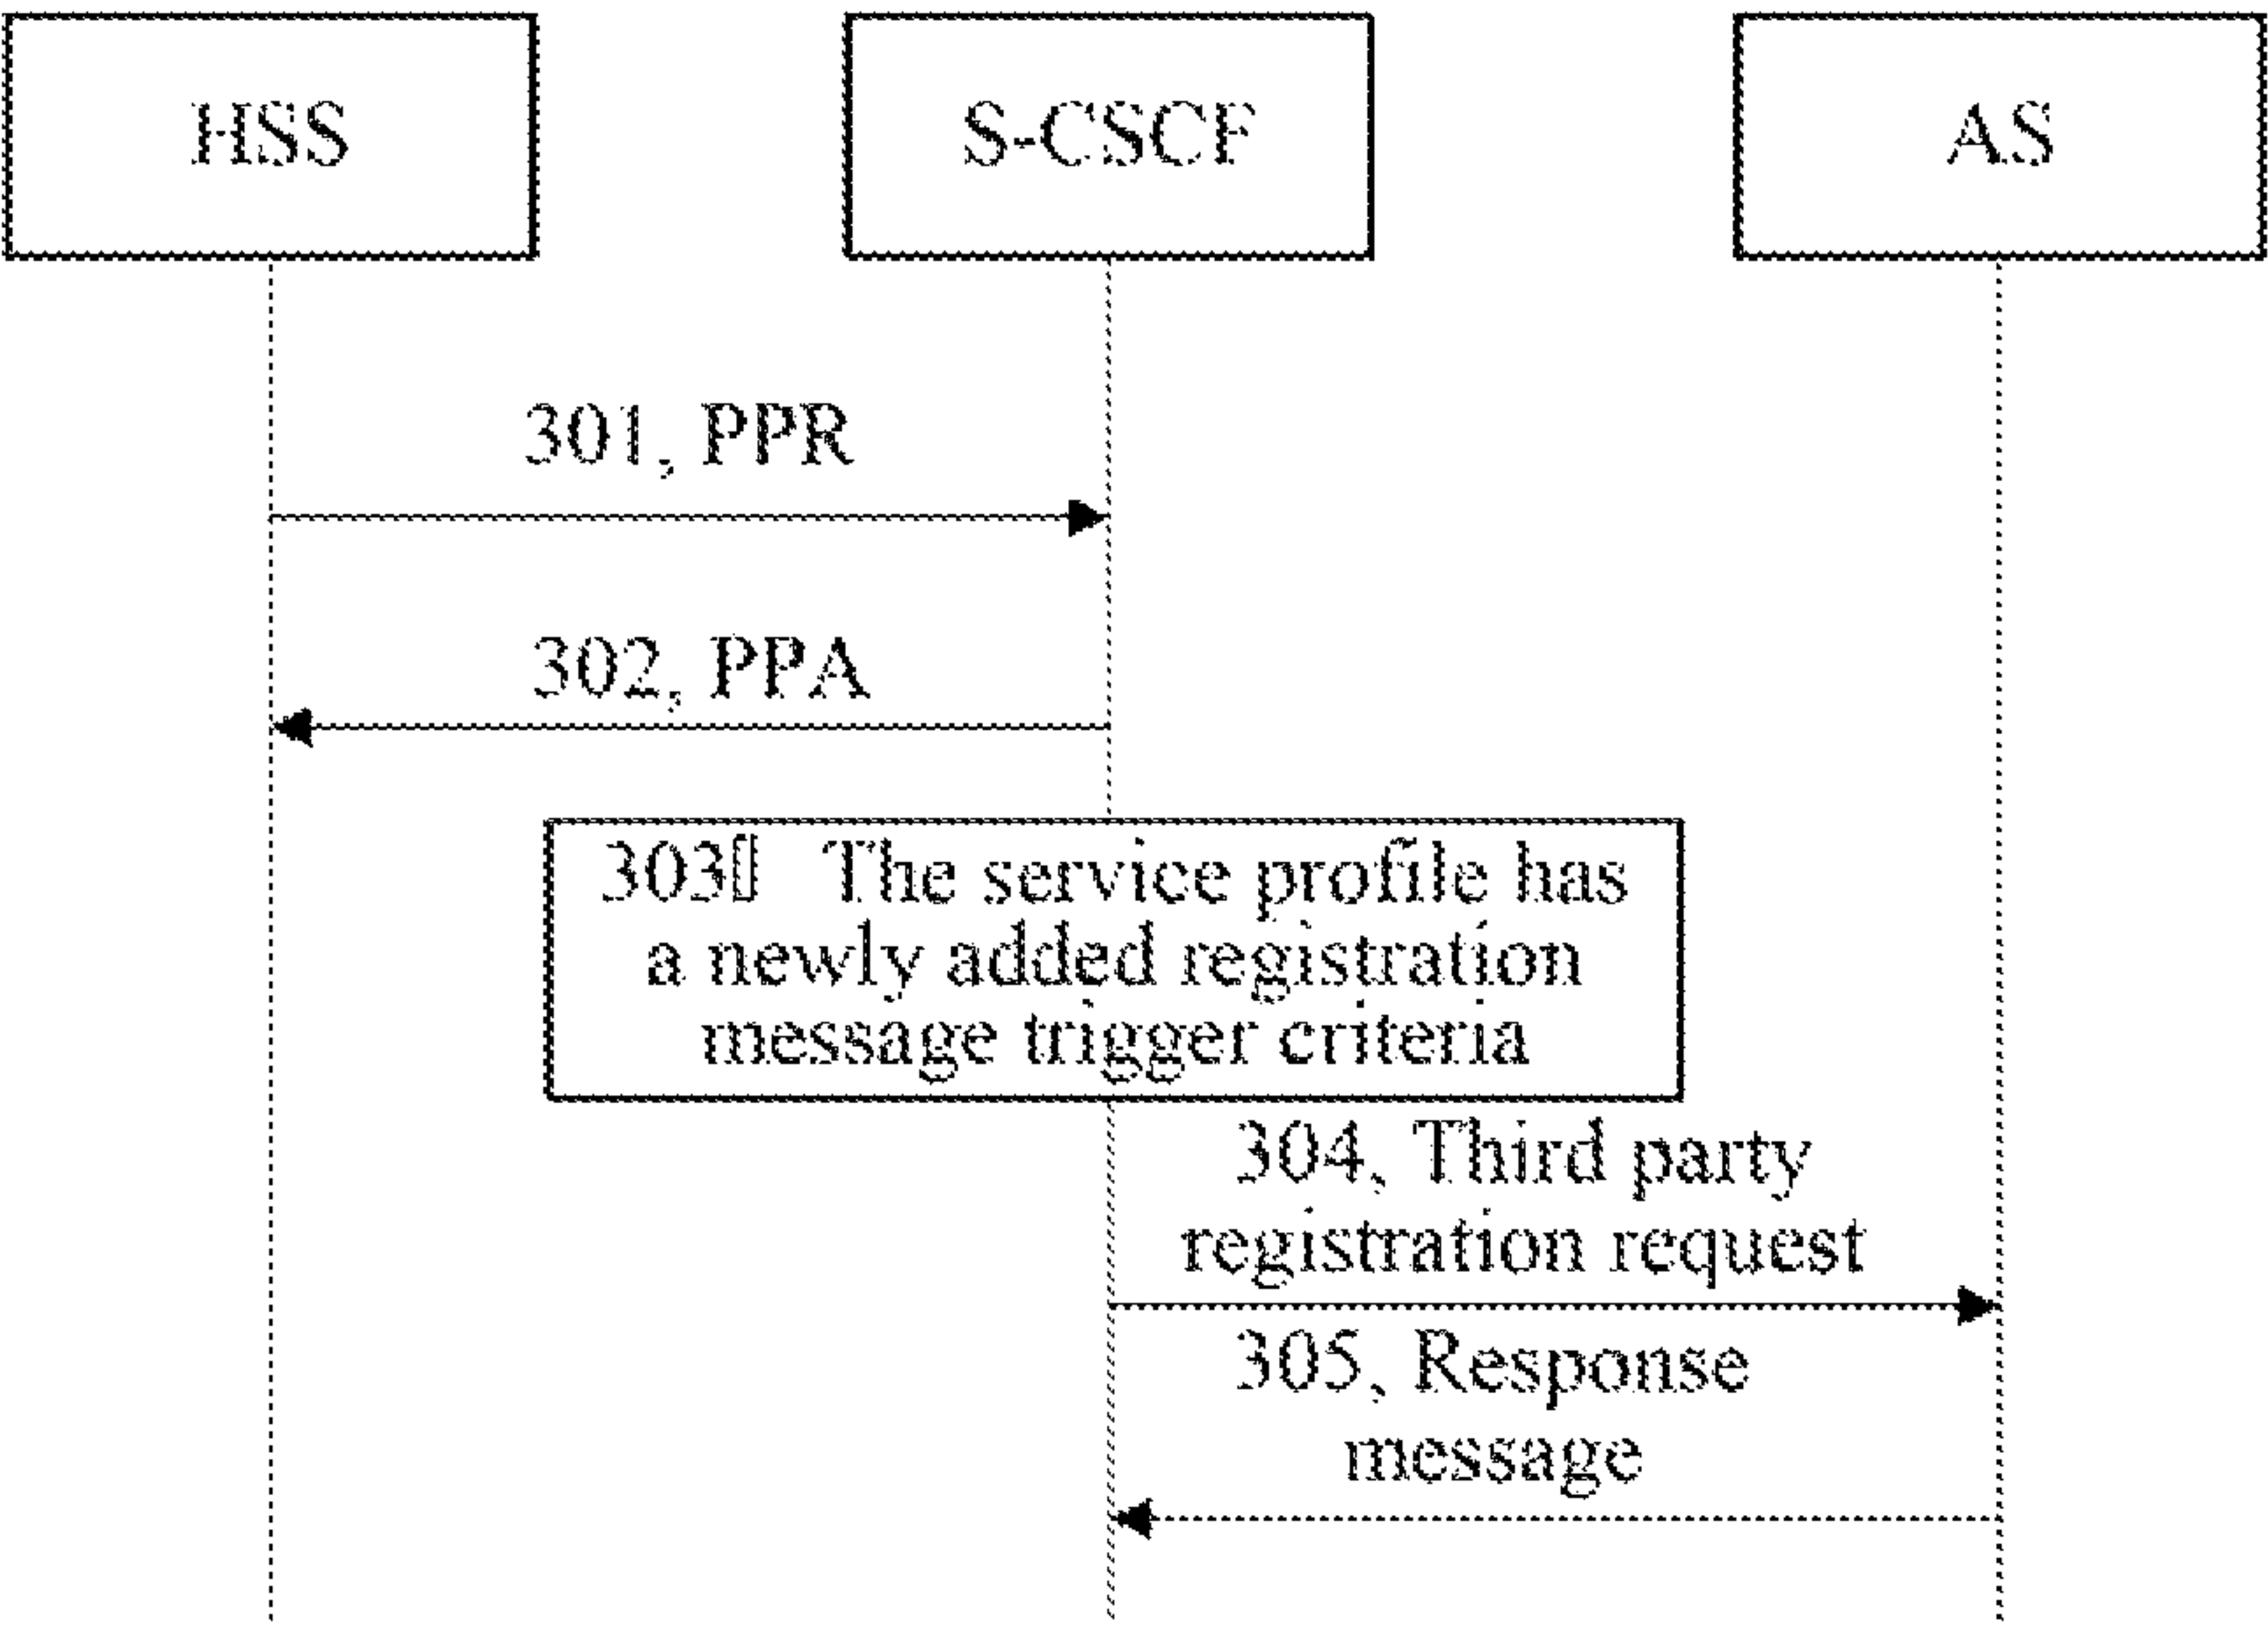 HSS
S-CSCF
AS
301, PPR
302, PPA
303 The service profile has
a newly added registration
message trigger criteria
304, Third party
registration request
305, Response
message